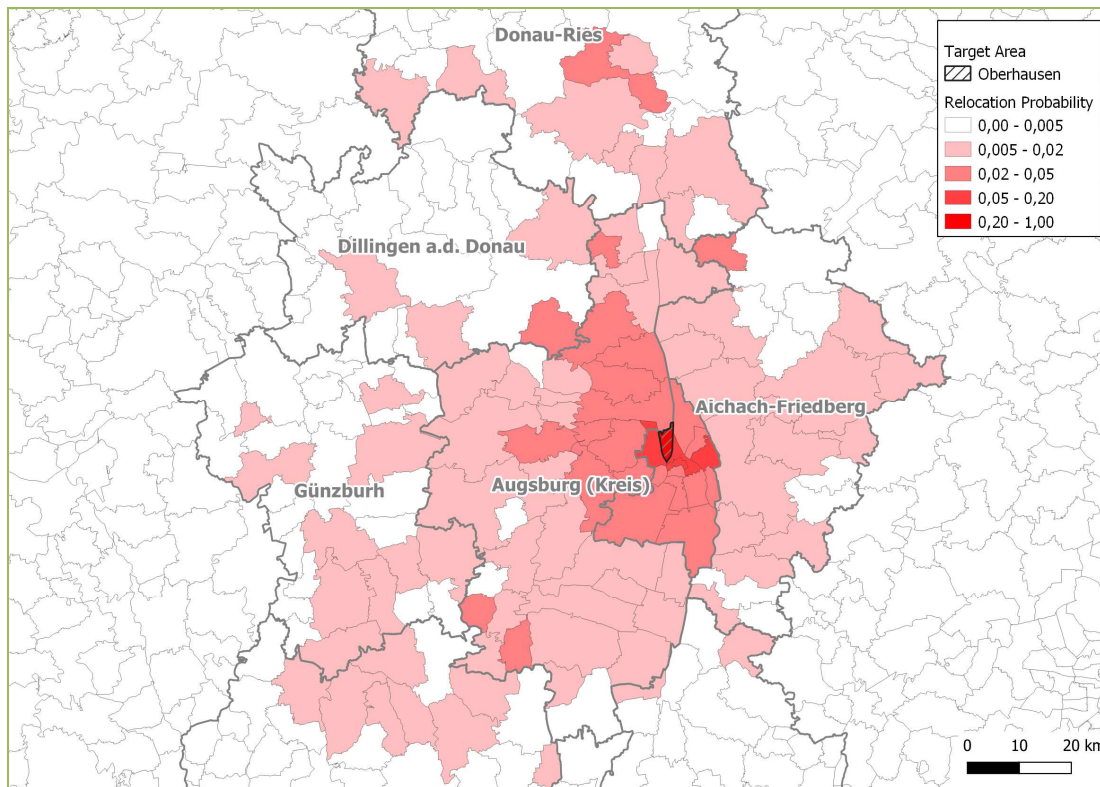 Donau-Ries
Target Area
Oberhausen
Relocation Probability
0,00 - 0,005
0,005 - 0,02
0,02 - 0,05
0,05 - 0,20
0,20 - 1,00
Dillingen a.d. Donau
Aichach-Friedberg
Günzburh
Augsburg (Kreis)
0 10 20 km